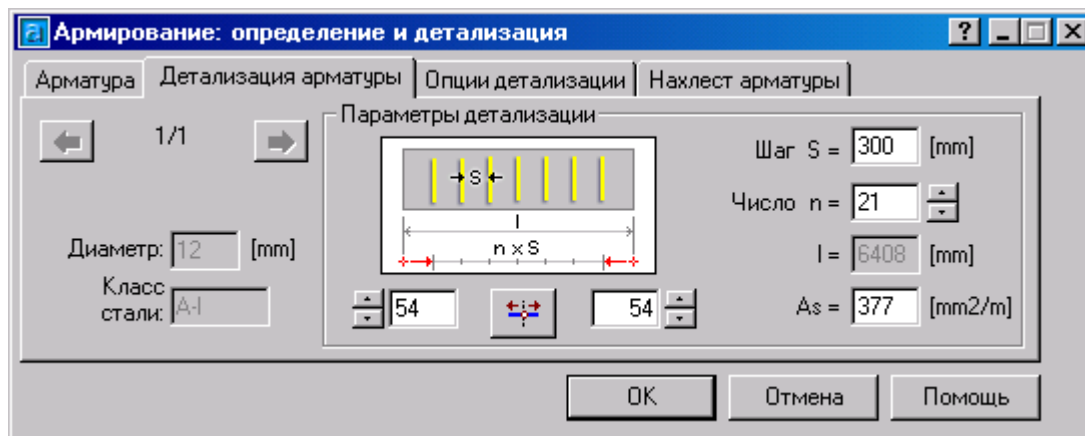 Армирование: определение и детализация
Арматура Детализация арматуры Опции детализации Нахлест арматуры
1/1
Параметры детализации
S
l
n x S
Шаг S = 300 [mm]
Число n = 21
l = 6408 [mm]
As = 377 [mm2/m]
Диаметр: 12 [mm]
Класс
стали: A-I
54 54
OK Отмена Помощь